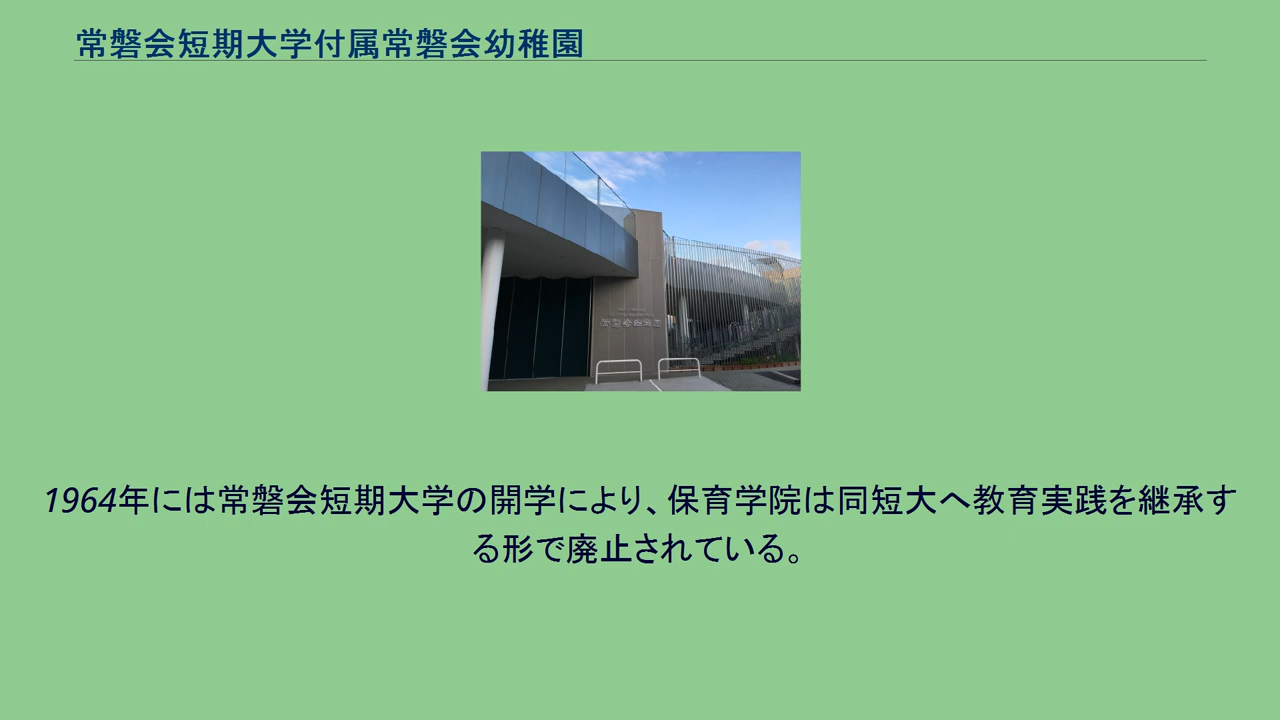 常磐会短期大学付属常磐会幼稚園
1964年には常磐会短期大学の開学により、保育学院は同短大へ教育実践を継承す
る形で廃止されている。